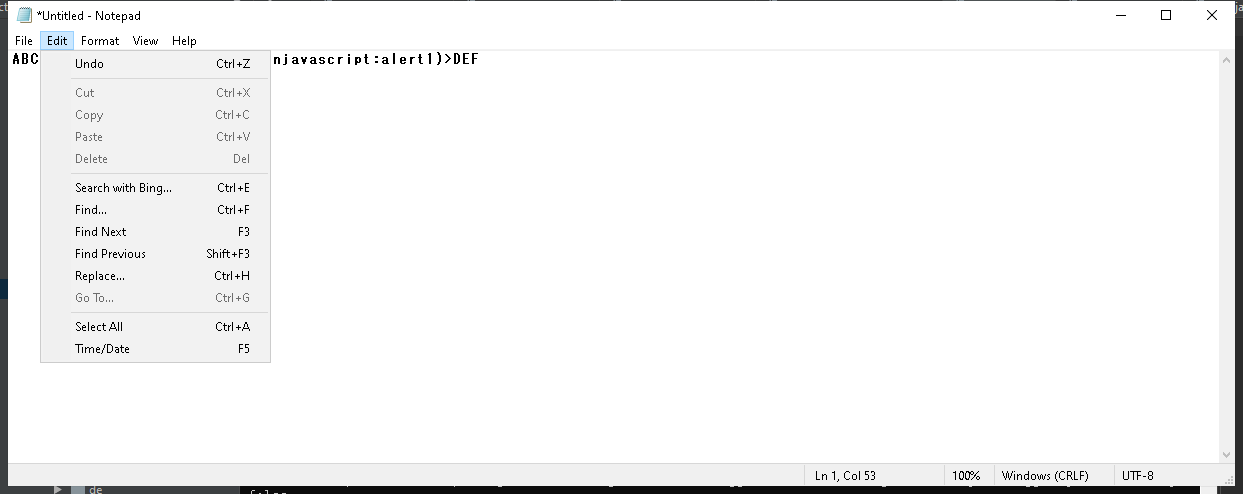 *Untitled - Notepad
File Edit Format View Help
ABC njavascript:alert1)>DEF
Undo Ctrl+Z
Cut Ctrl+X
Copy Ctrl+C
Paste Ctrl+V
Delete Del
Search with Bing... Ctrl+E
Find... Ctrl+F
Find Next F3
Find Previous Shift+F3
Replace... Ctrl+H
Go To... Ctrl+G
Select All Ctrl+A
Time/Date F5
Ln 1, Col 53 100% Windows (CRLF) UTF-8
de